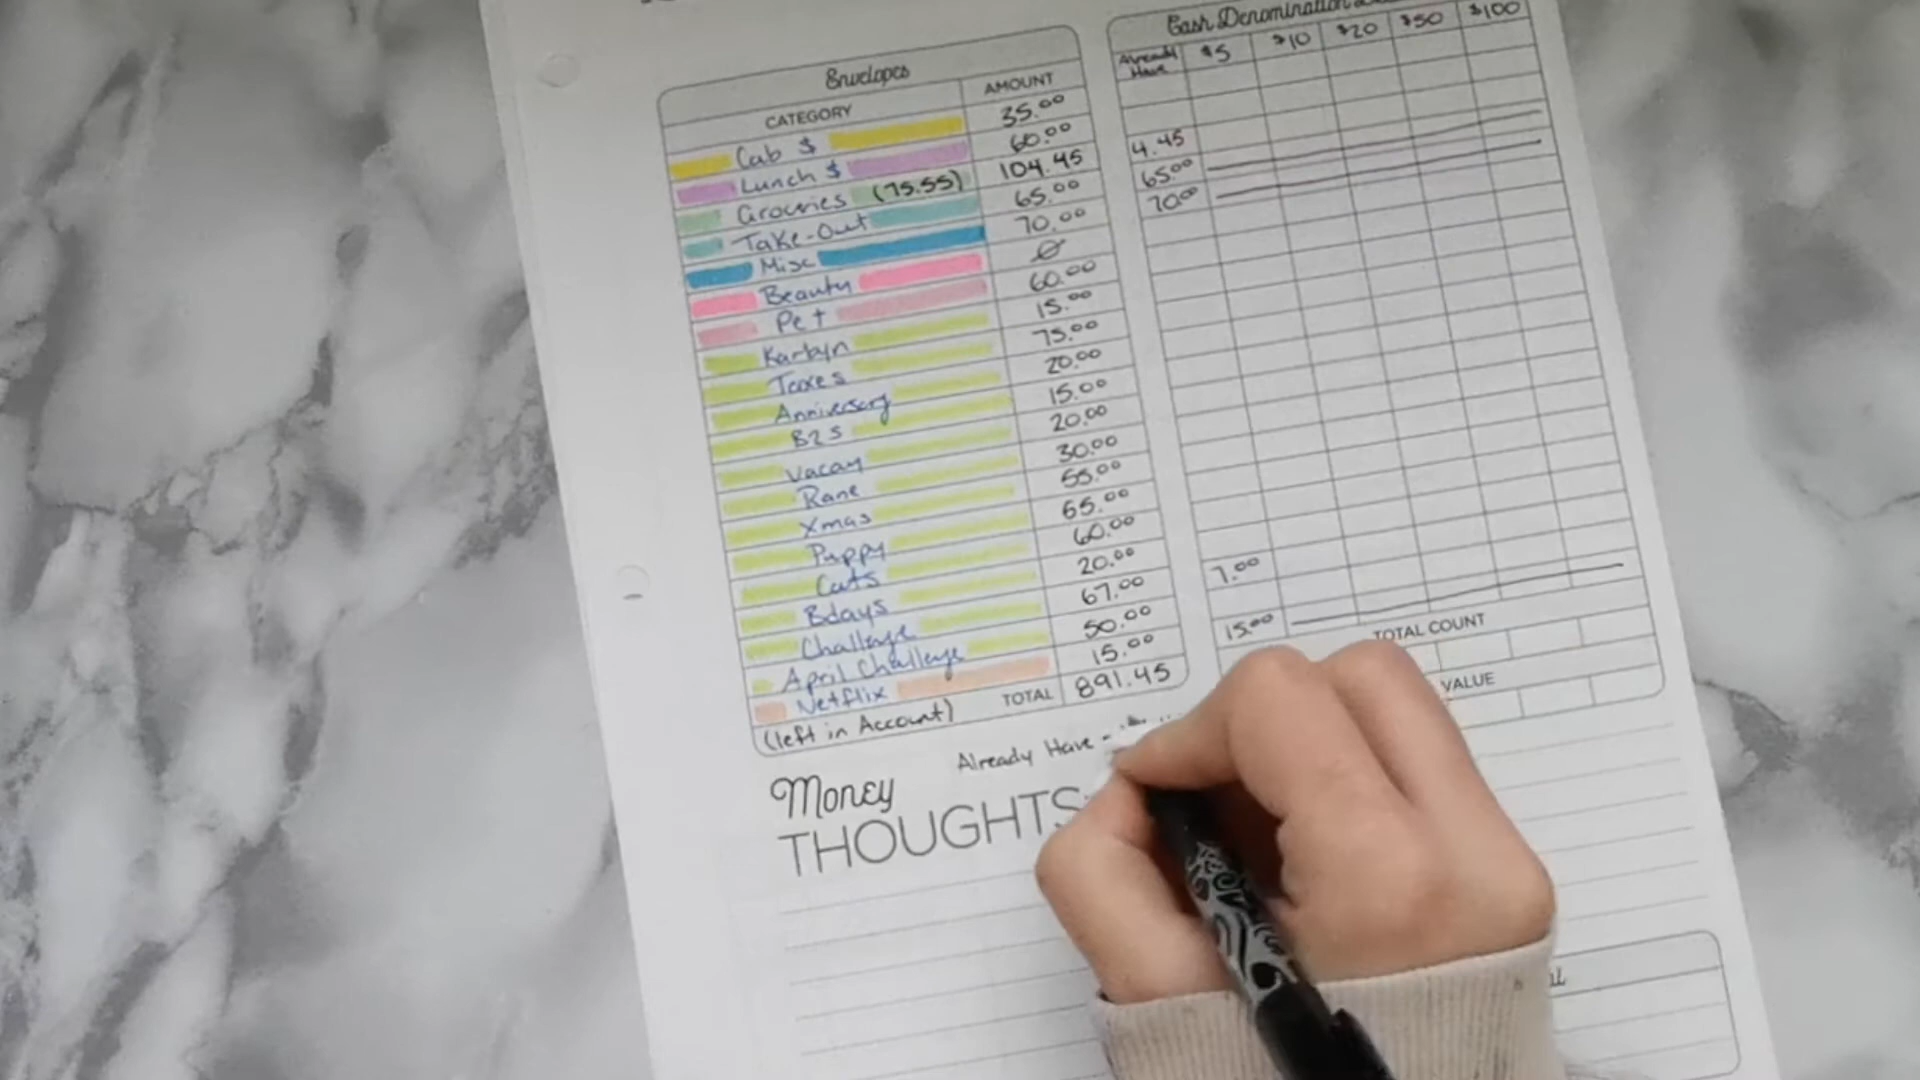 Envelopes
CATEGORY AMOUNT
Cab $ 35.00
Lunch $ 60.00
Groceries (75.55) 104.45
Take-Out 65.00
Misc 70.00
Beauty Ø
Pet 60.00
Karbyn 15.00
Taxes 75.00
Anniversary 20.00
B2S 15.00
Vacay 20.00
Rane 30.00
Xmas 55.00
Puppy 65.00
Cats 60.00
Bdays 20.00
Challenge 67.00
April Challenge 50.00
Netflix 15.00
(left in Account) TOTAL 891.45
Already Have -
Money
THOUGHTS
Cash Denomination
Already Have $5 $10 $20 $50 $100
4.45
65.00
70.00
7.00
15.00
TOTAL COUNT
VALUE